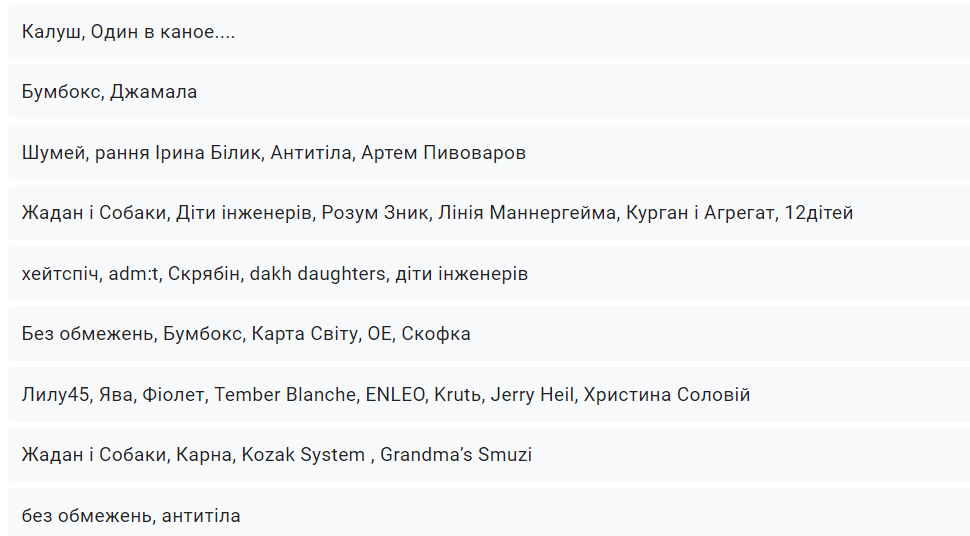 Калуш, Один в каное....
Бумбокс, Джамала
Шумей, рання Ірина Білик, Антитіла, Артем Пивоваров
Жадан і Собаки, Діти інженерів, Розум Зник, Лінія Маннергейма, Курган і Агрегат, 12дітей
хейтспіч, adm:t, Скрябін, dakh daughters, діти інженерів
Без обмежень, Бумбокс, Карта Світу, ОЕ, Скофка
Лилу45, Ява, Фіолет, Tember Blanche, ENLEO, Krutь, Jerry Heil, Христина Соловій
Жадан і Собаки, Карна, Kozak System , Grandma’s Smuzi
без обмежень, антитіла